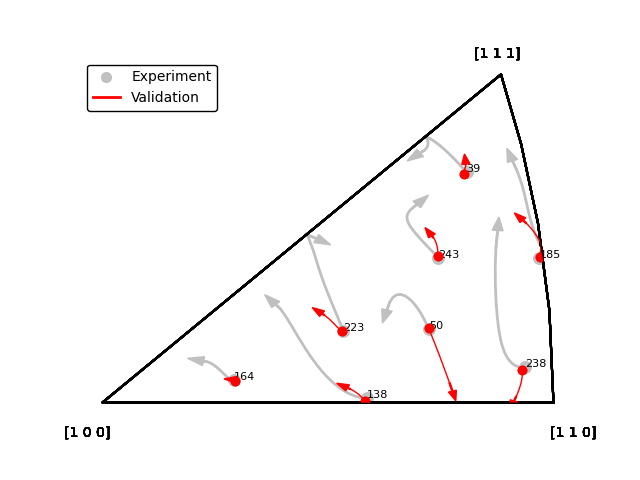 [1 1 1]
Experiment
Validation
39
243
185
223
50
238
164
138
[1 0 0]
[1 1 0]